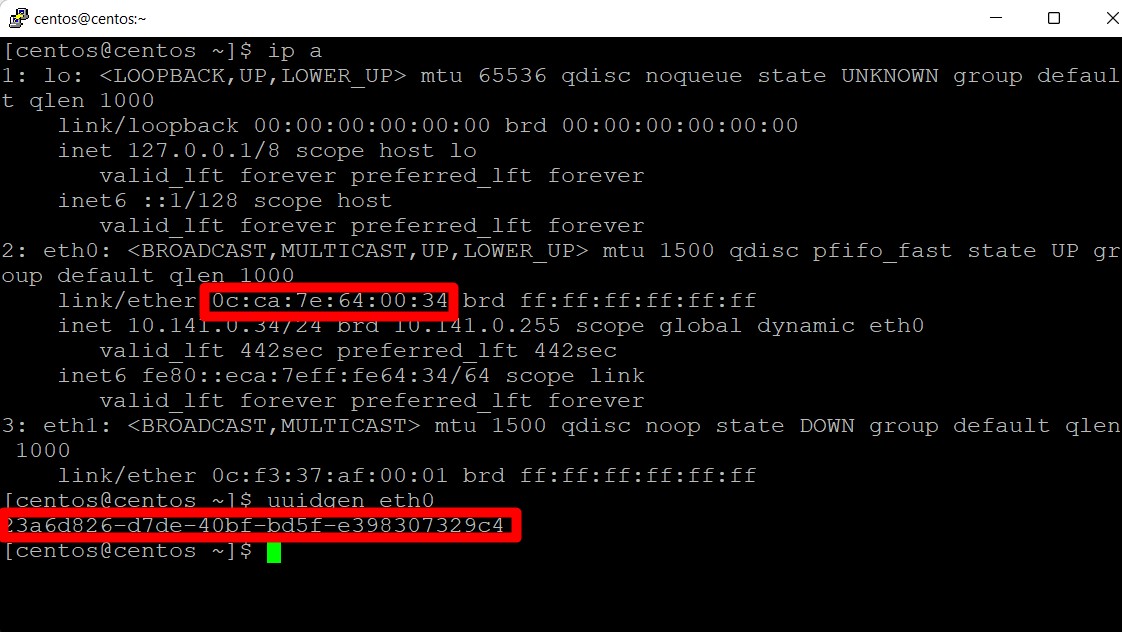 centos@centos:~
[centos@centos ~]$ ip a
1: lo: <LOOPBACK,UP,LOWER_UP> mtu 65536 qdisc noqueue state UNKNOWN group defaul
t qlen 1000
    link/loopback 00:00:00:00:00:00 brd 00:00:00:00:00:00
    inet 127.0.0.1/8 scope host lo
       valid_lft forever preferred_lft forever
    inet6 ::1/128 scope host
       valid_lft forever preferred_lft forever
2: eth0: <BROADCAST,MULTICAST,UP,LOWER_UP> mtu 1500 qdisc pfifo_fast state UP gr
oup default qlen 1000
    link/ether 0c:ca:7e:64:00:34 brd ff:ff:ff:ff:ff:ff
    inet 10.141.0.34/24 brd 10.141.0.255 scope global dynamic eth0
       valid_lft 442sec preferred_lft 442sec
    inet6 fe80::eca:7eff:fe64:34/64 scope link
       valid_lft forever preferred_lft forever
3: eth1: <BROADCAST,MULTICAST> mtu 1500 qdisc noop state DOWN group default qlen
 1000
    link/ether 0c:f3:37:af:00:01 brd ff:ff:ff:ff:ff:ff
[centos@centos ~]$ uuidgen eth0
23a6d826-d7de-40bf-bd5f-e398307329c4
[centos@centos ~]$